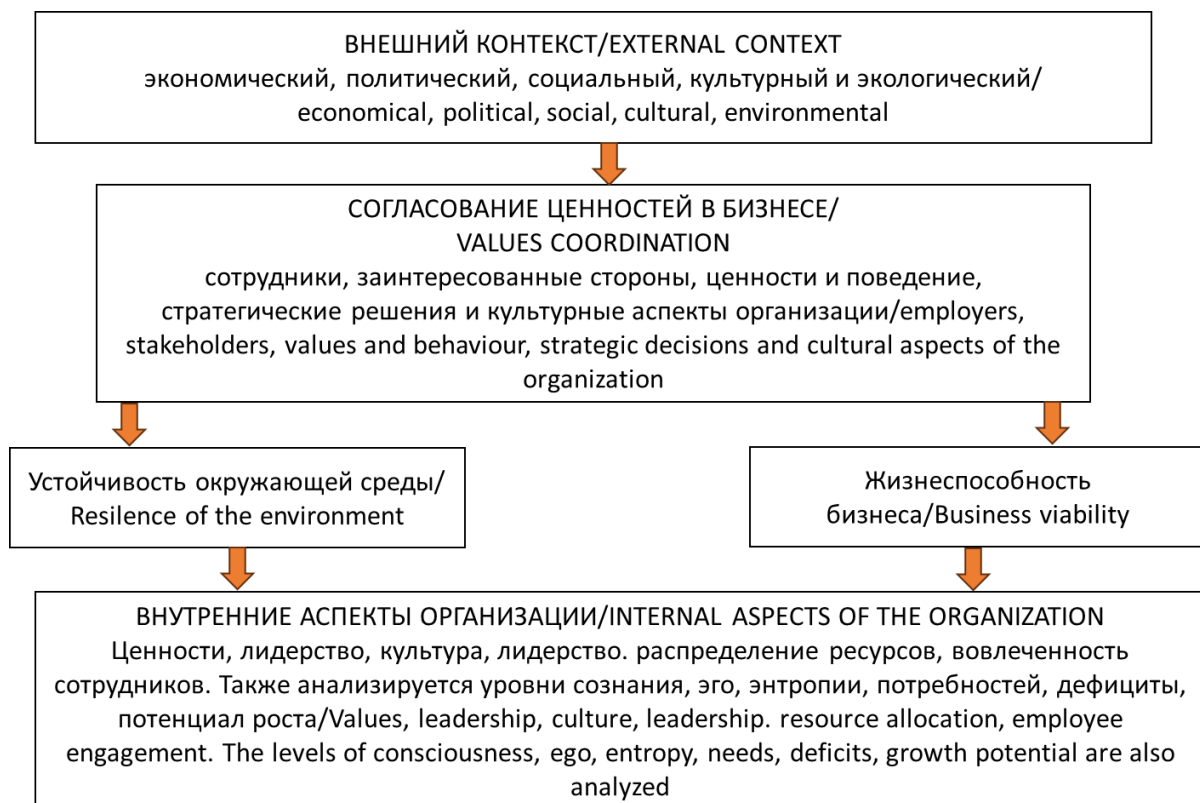 ВНЕШНИЙ КОНТЕКСТ/EXTERNAL CONTEXT
экономический, политический, социальный, культурный и экологический/
economical, political, social, cultural, environmental
СОГЛАСОВАНИЕ ЦЕННОСТЕЙ В БИЗНЕСЕ/
VALUES COORDINATION
сотрудники, заинтересованные стороны, ценности и поведение,
стратегические решения и культурные аспекты организации/employers,
stakeholders, values and behaviour, strategic decisions and cultural aspects of the
organization
Устойчивость окружающей среды/
Resilence of the environment
Жизнеспособность
бизнеса/Business viability
ВНУТРЕННИЕ АСПЕКТЫ ОРГАНИЗАЦИИ/INTERNAL ASPECTS OF THE ORGANIZATION
Ценности, лидерство, культура, лидерство. распределение ресурсов, вовлеченность
сотрудников. Также анализируется уровни сознания, эго, энтропии, потребностей, дефициты,
потенциал роста/Values, leadership, culture, leadership. resource allocation, employee
engagement. The levels of consciousness, ego, entropy, needs, deficits, growth potential are also
analyzed